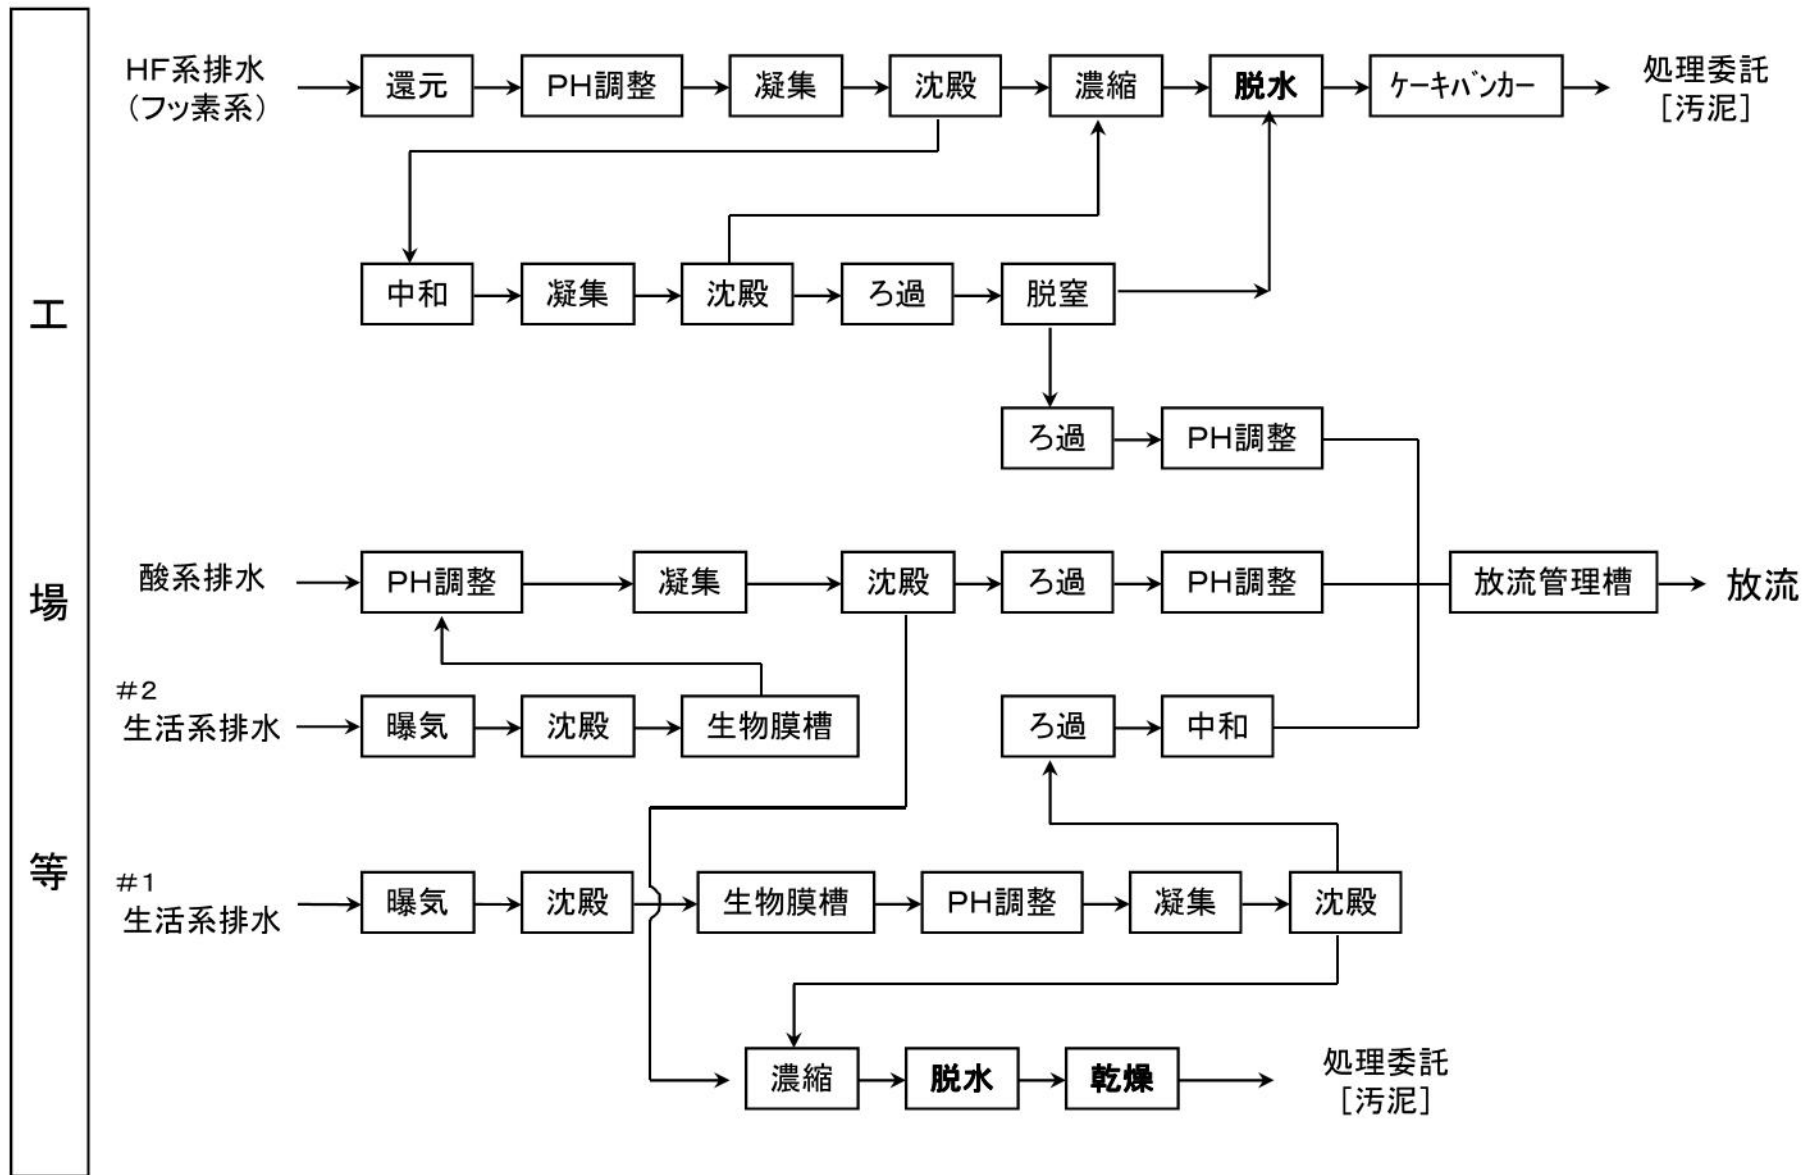 工
場
等
HF系排水
（フッ素系）
還元
PH調整
凝集
沈殿
濃縮
脱水
ｹｰｷﾊﾞﾝｶｰ
処理委託
［汚泥］
中和
凝集
沈殿
ろ過
脱窒
ろ過
PH調整
酸系排水
PH調整
凝集
沈殿
ろ過
PH調整
放流管理槽
放流
#2
生活系排水
曝気
沈殿
生物膜槽
ろ過
中和
#1
生活系排水
曝気
沈殿
生物膜槽
PH調整
凝集
沈殿
濃縮
脱水
乾燥
処理委託
［汚泥］